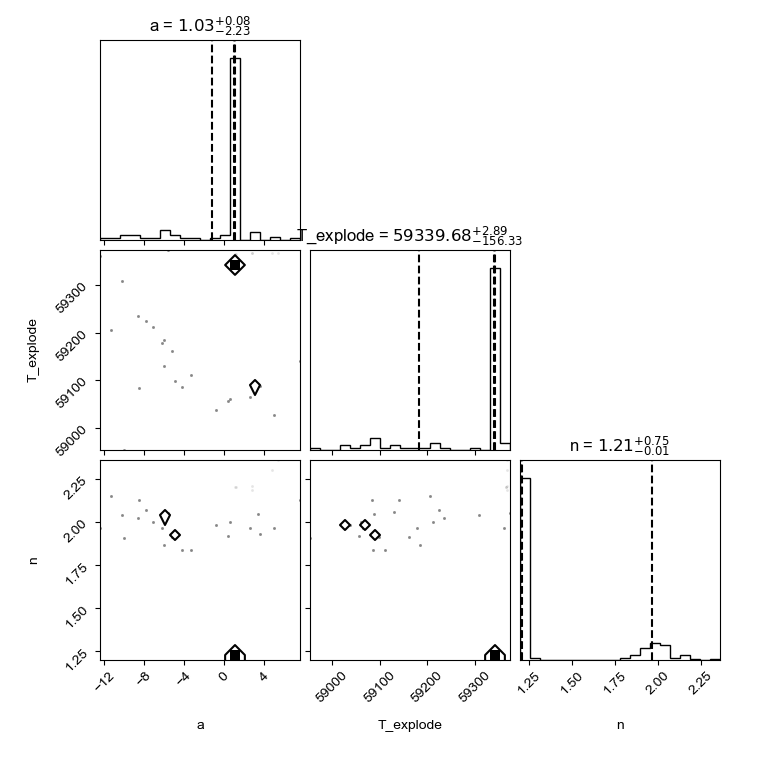 a = 1.03+0.08−2.23
T_explode = 59339.68+2.89−156.33
59300
59200
59100
59000
T_explode
n = 1.21+0.75−0.01
2.25
2.00
1.75
1.50
1.25
n
−12 −8 −4 0 4
59000 59100 59200 59300
1.25 1.50 1.75 2.00 2.25
a T_explode n